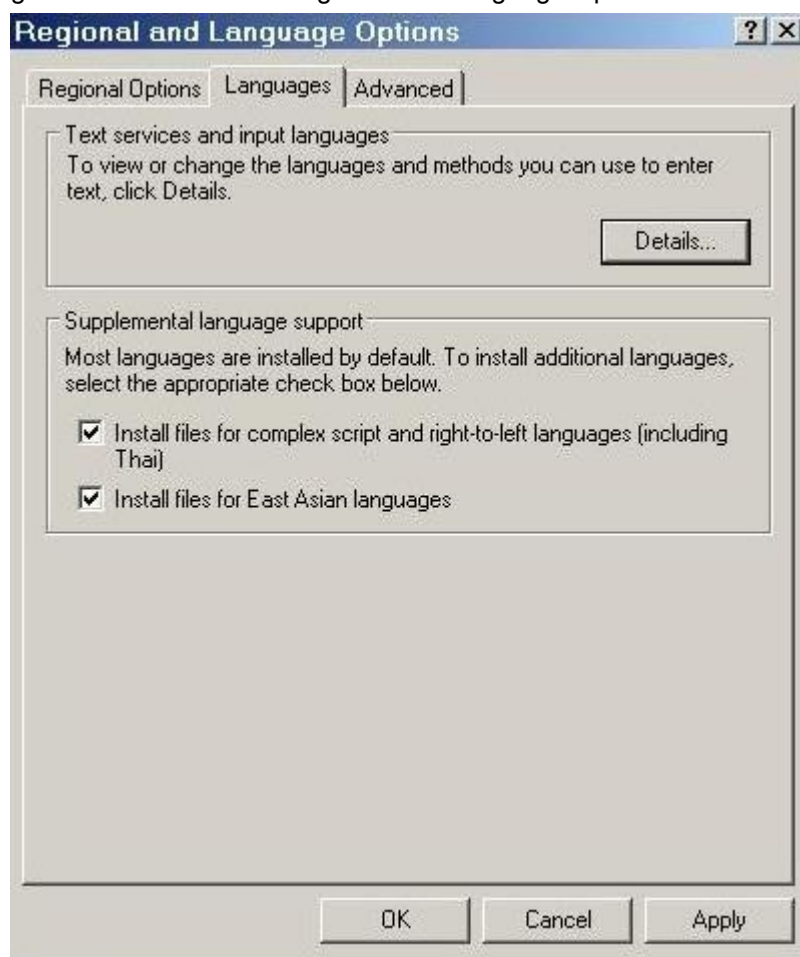 Regional and Language Options
Regional Options
Languages
Advanced
Text services and input languages
To view or change the languages and methods you can use to enter
text, click Details.
Details...
Supplemental language support
Most languages are installed by default. To install additional languages,
select the appropriate check box below.
Install files for complex script and right-to-left languages (including
Thai)
Install files for East Asian languages
OK
Cancel
Apply